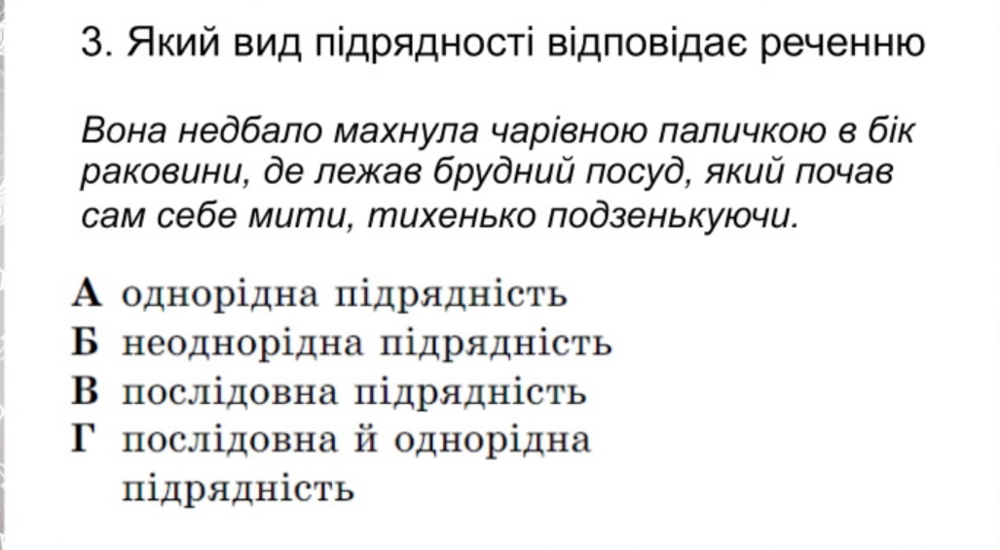 3. Який вид підрядності відповідає реченню
Вона недбало махнула чарівною паличкою в бік
раковини, де лежав брудний посуд, який почав
сам себе мити, тихенько подзенькуючи.
А однорідна підрядність
Б неоднорідна підрядність
В послідовна підрядність
Г послідовна й однорідна
підрядність